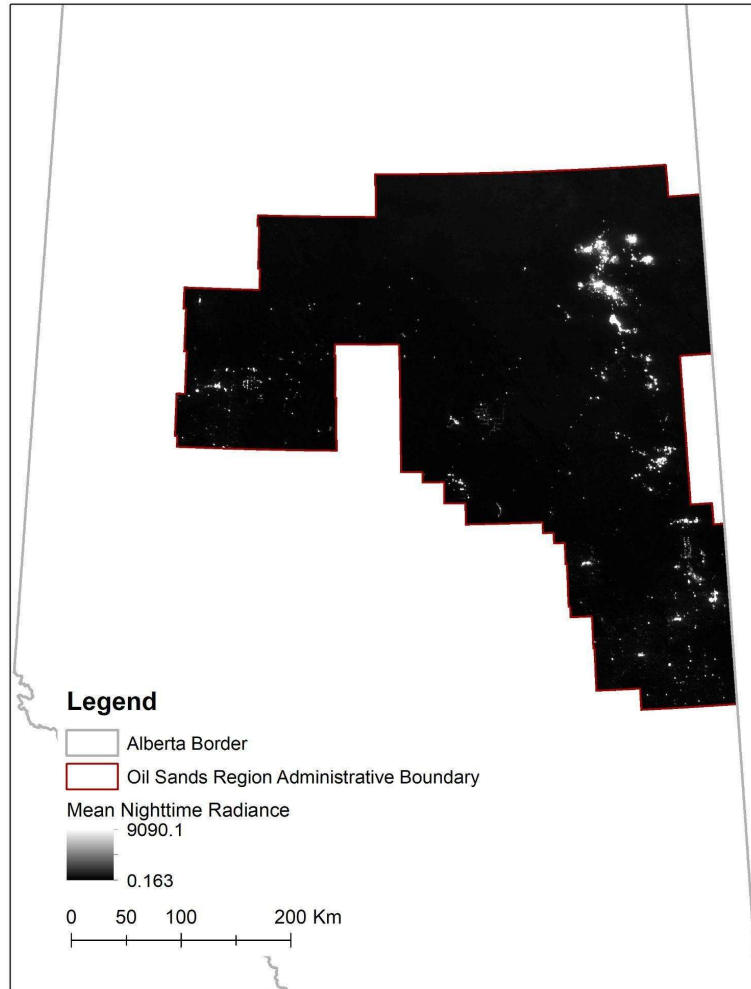 Legend
Alberta Border
Oil Sands Region Administrative Boundary
Mean Nighttime Radiance
9090.1
0.163
0 50 100 200 Km